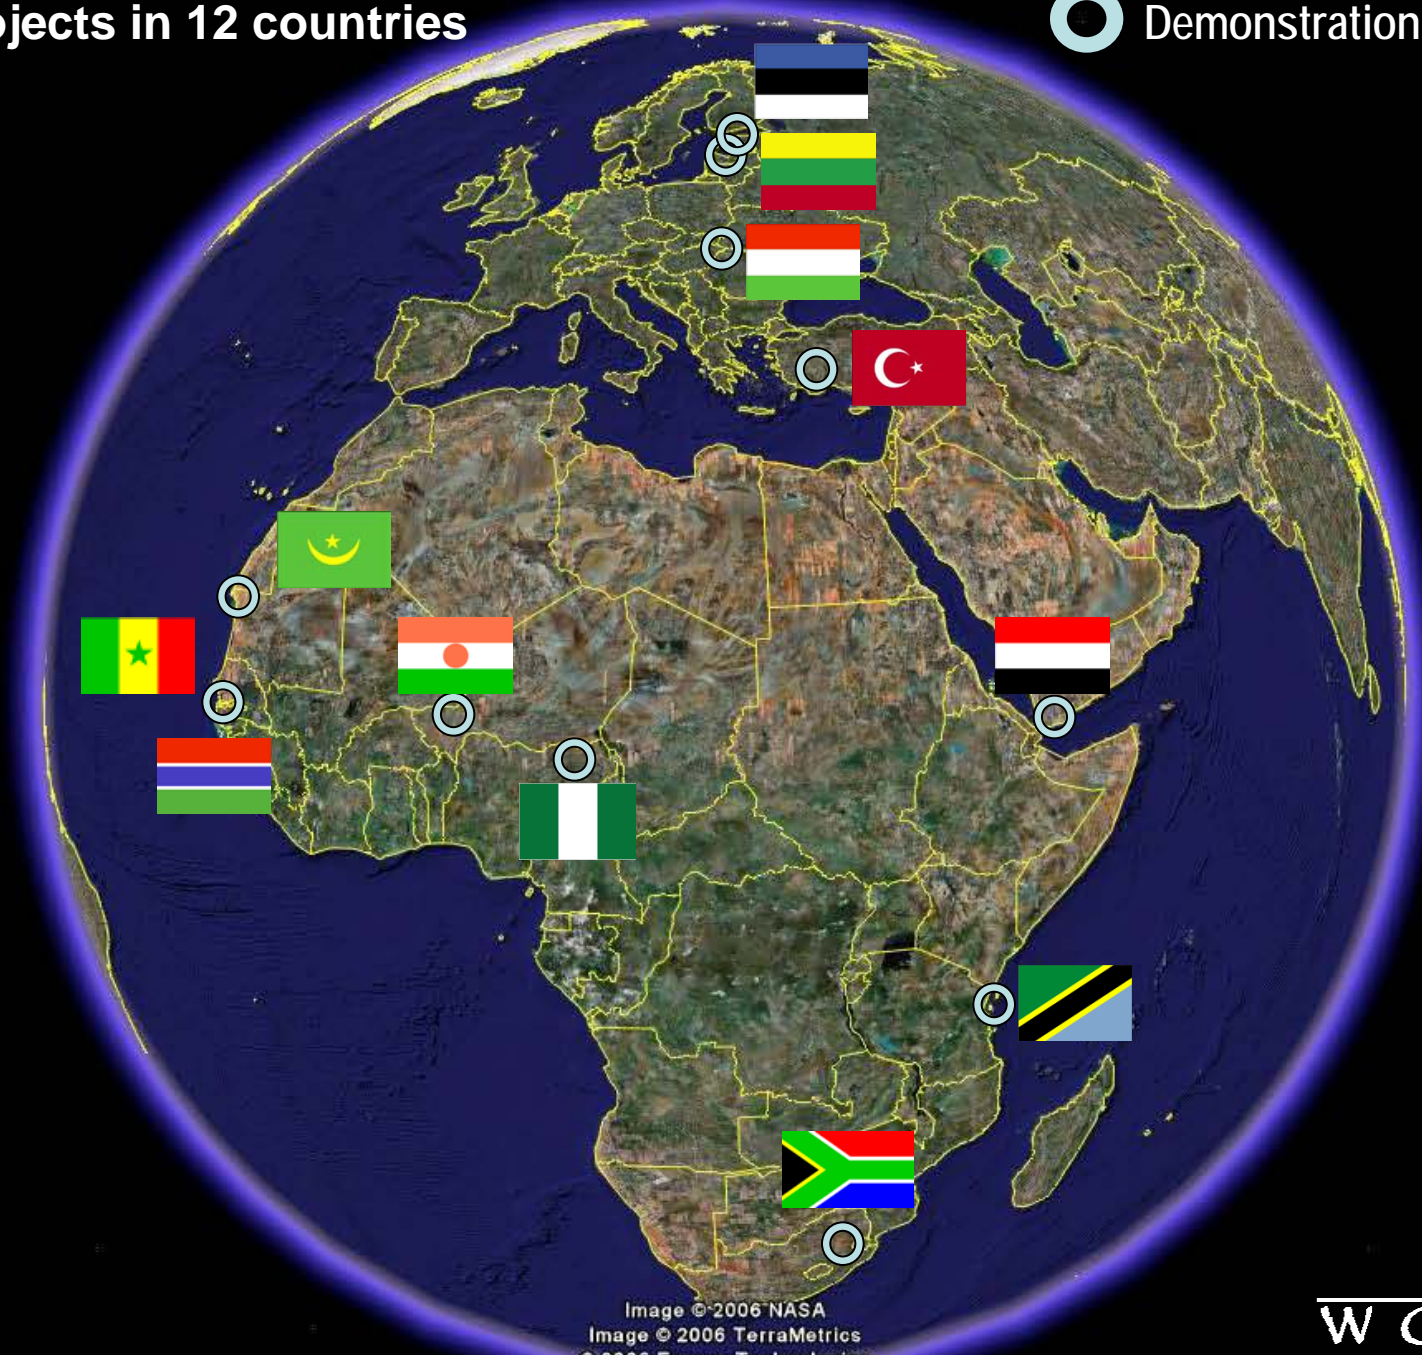 jects in 12 countries
Demonstration
Image © 2006 NASA
Image © 2006 TerraMetrics
W